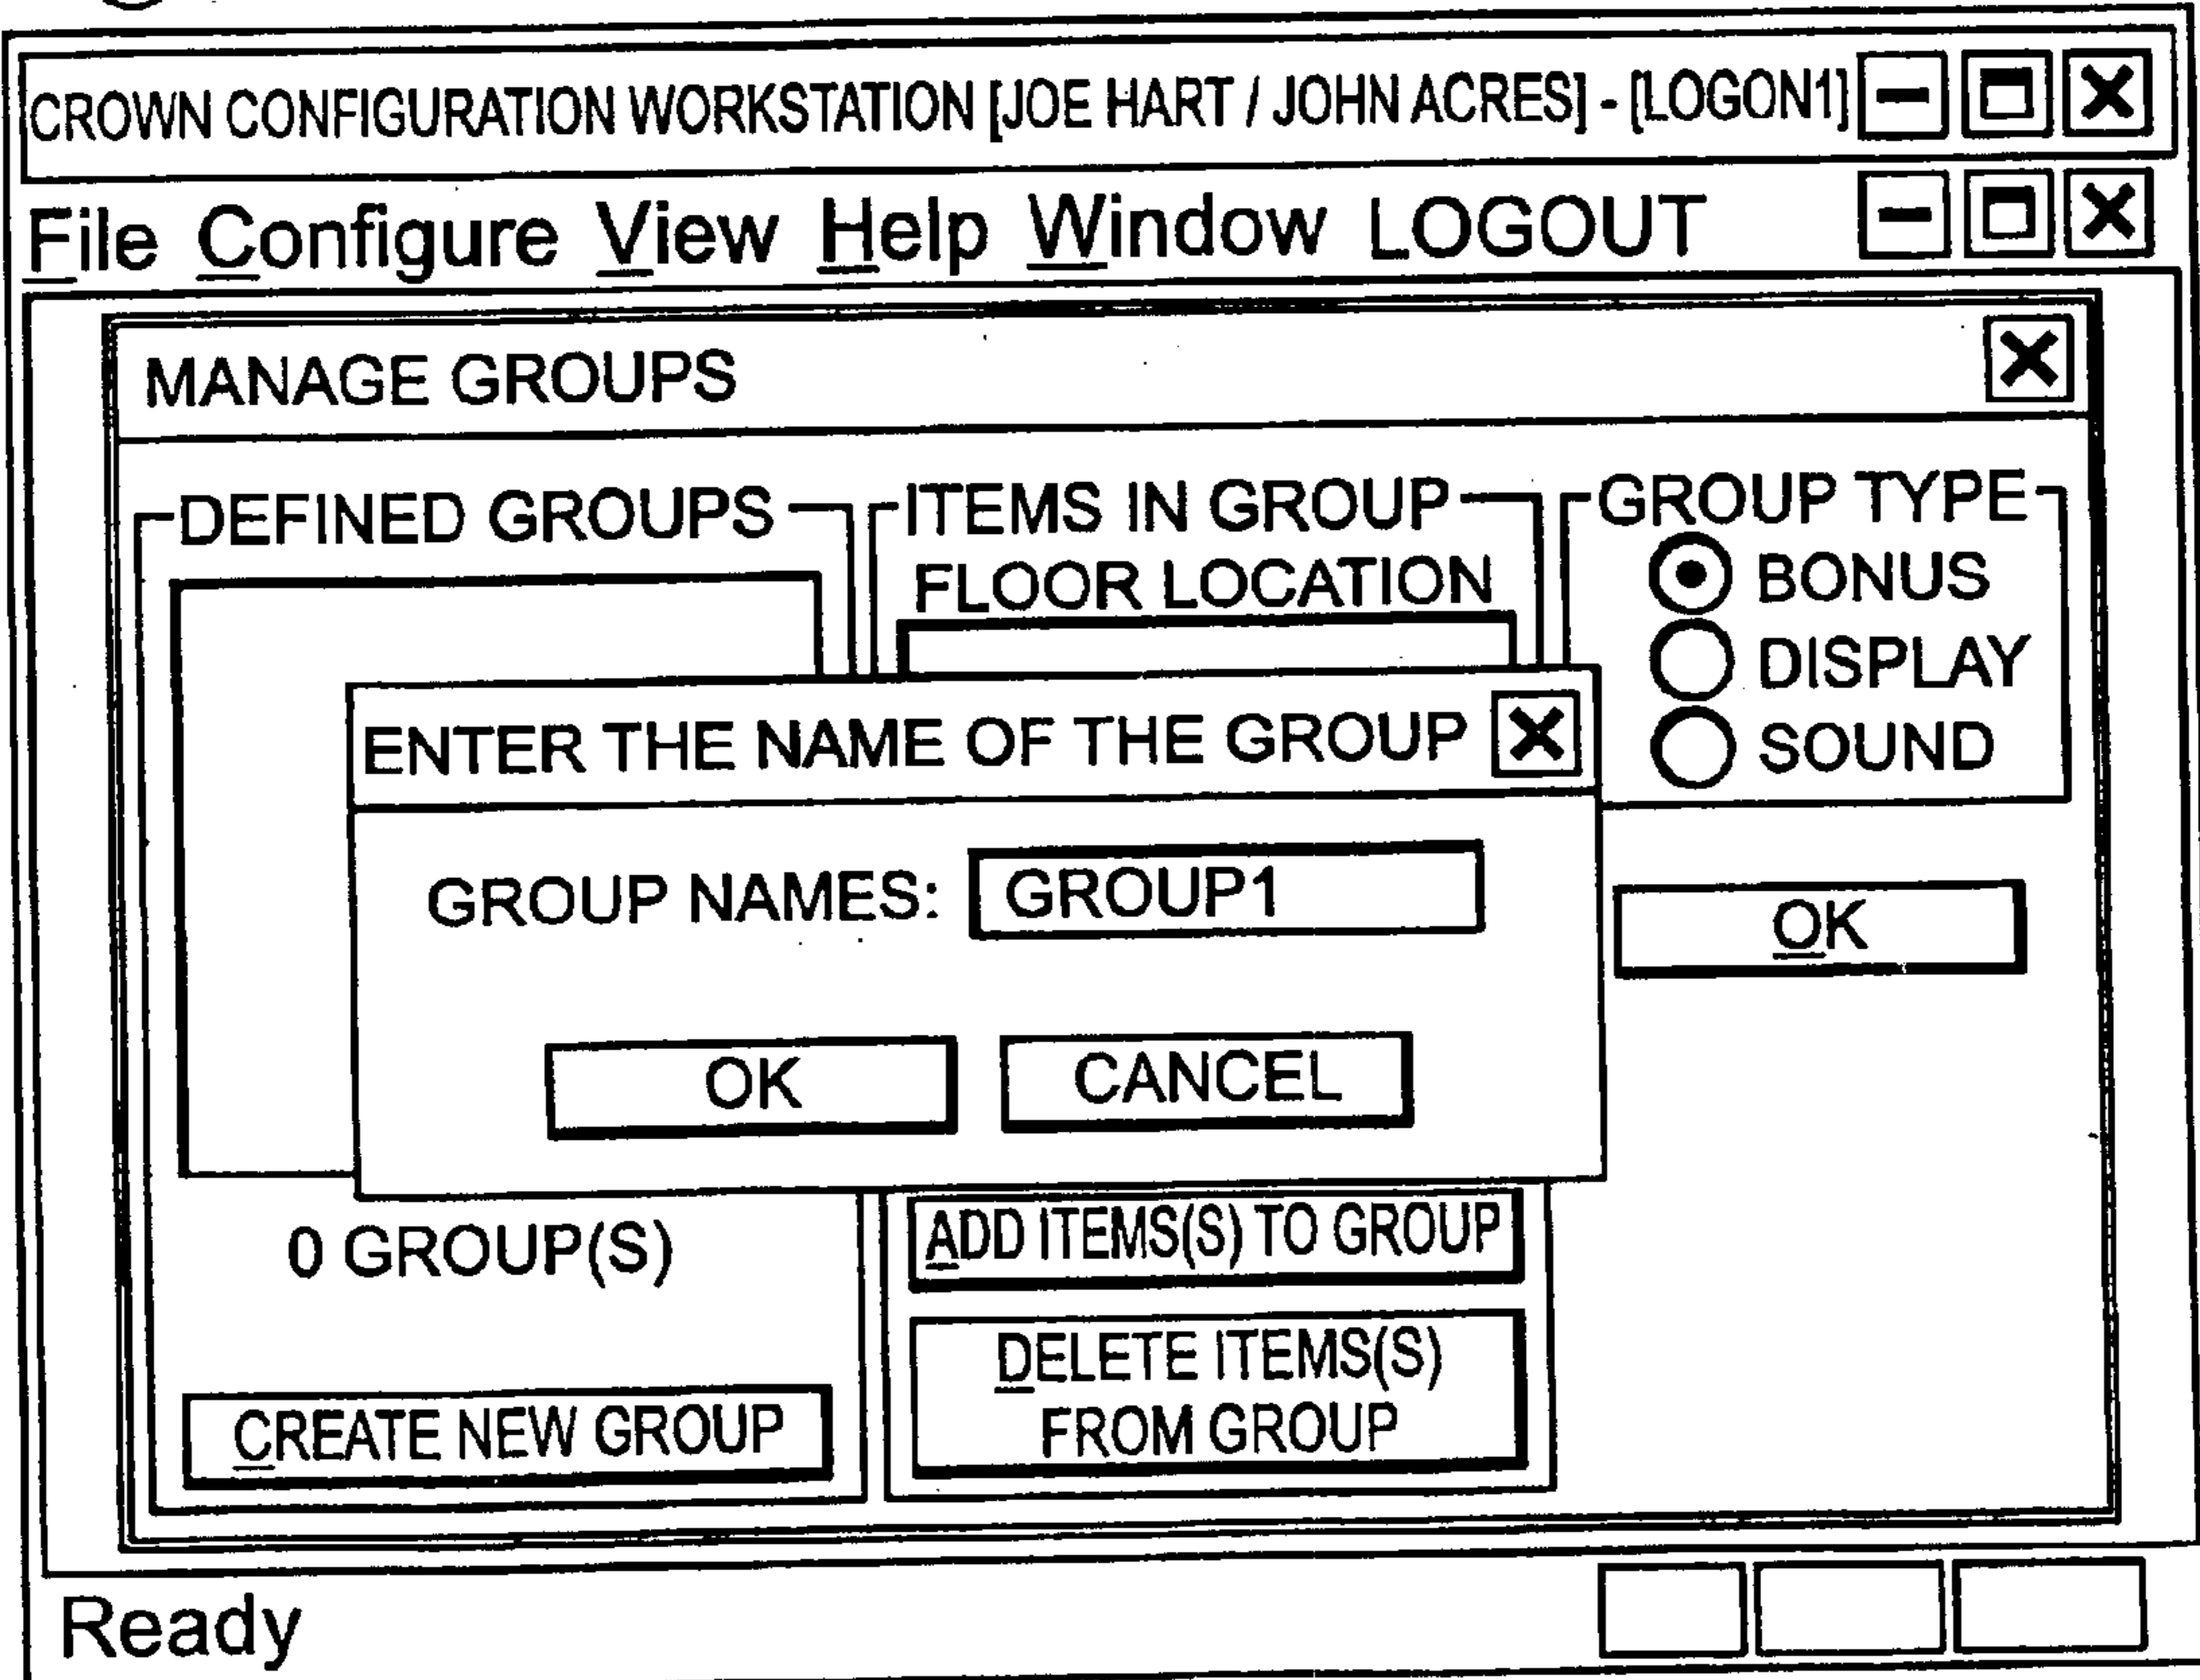 CROWN CONFIGURATION WORKSTATION [JOE HART / JOHN ACRES] - [LOGON1]
File Configure View Help Window LOGOUT
MANAGE GROUPS
DEFINED GROUPS
ITEMS IN GROUP
FLOOR LOCATION
GROUP TYPE
BONUS
DISPLAY
SOUND
ENTER THE NAME OF THE GROUP
GROUP NAMES: GROUP1
OK
CANCEL
OK
0 GROUP(S)
CREATE NEW GROUP
ADD ITEMS(S) TO GROUP
DELETE ITEMS(S)
FROM GROUP
Ready